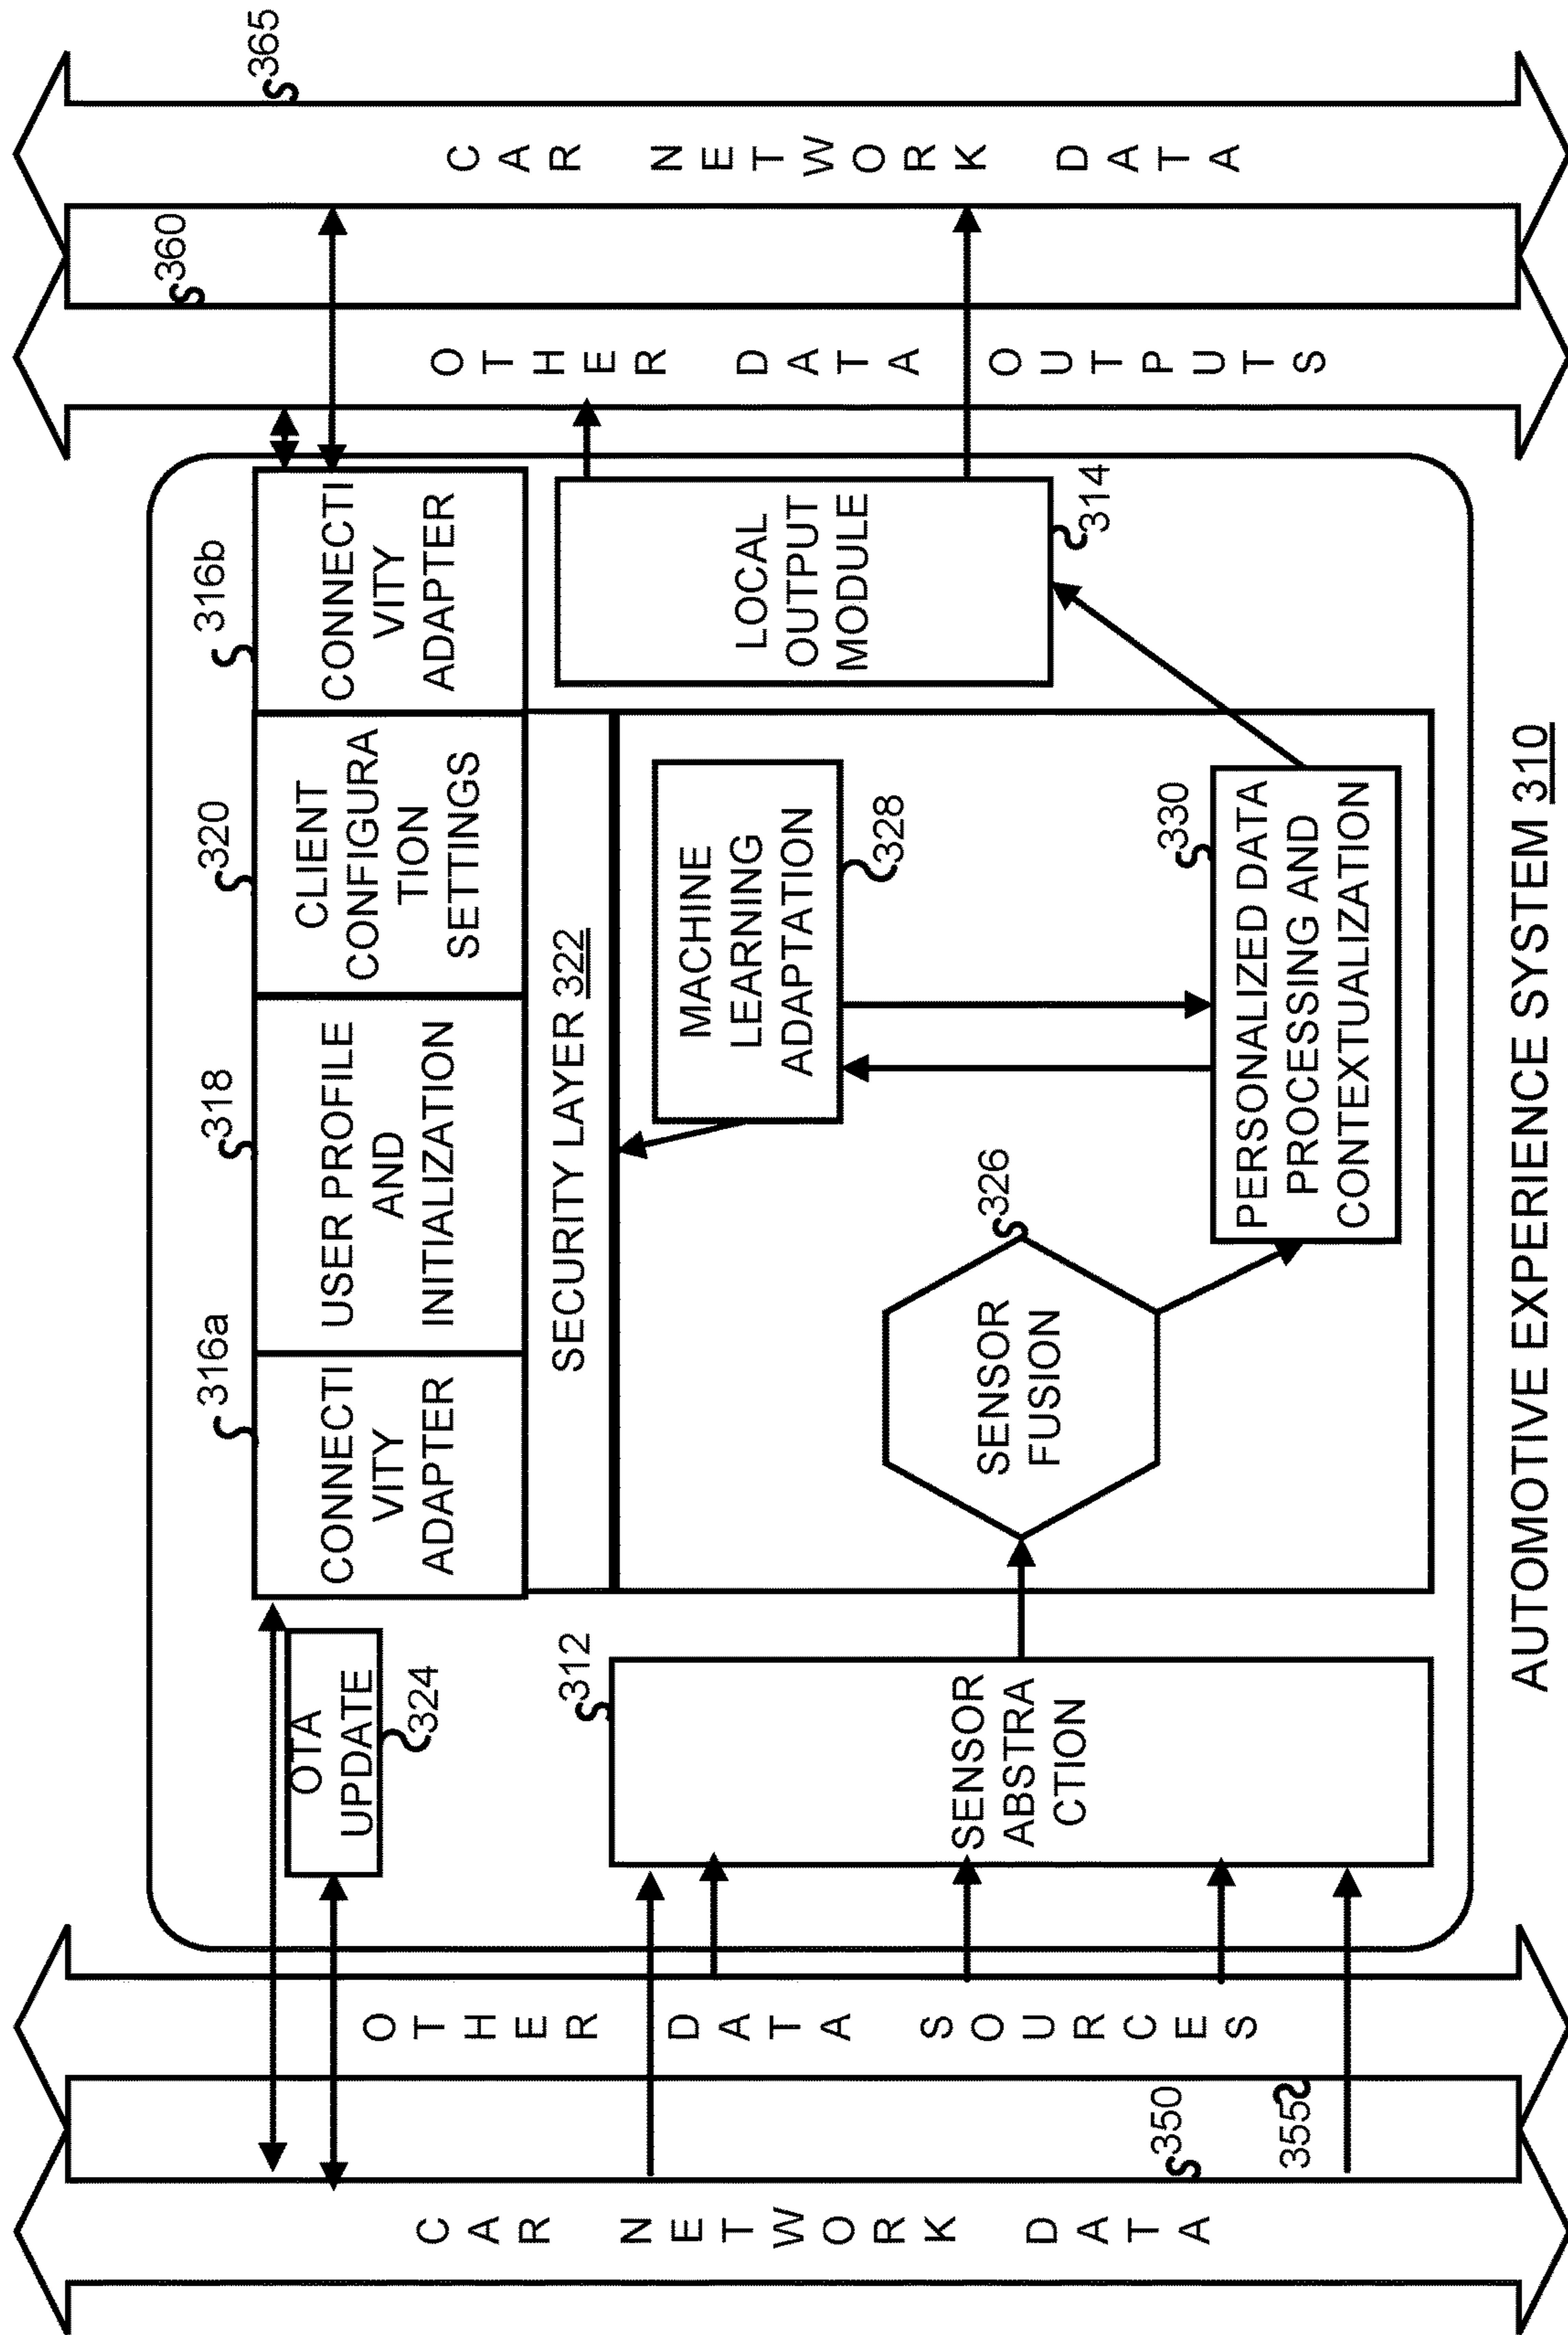 CAR NETWORK DATA
350
OTHER DATA SOURCES
355
OTA
UPDATE
324
SENSOR
ABSTRA
CTION
312
316a
CONNECTI
VITY
ADAPTER
318
USER PROFILE
AND
INITIALIZATION
320
CLIENT
CONFIGURA
TION
SETTINGS
316b
CONNECTI
VITY
ADAPTER
SECURITY LAYER 322
SENSOR
FUSION
326
MACHINE
LEARNING
ADAPTATION
328
330
PERSONALIZED DATA
PROCESSING AND
CONTEXTUALIZATION
LOCAL
OUTPUT
MODULE
314
360
OTHER DATA OUTPUTS
365
CAR NETWORK DATA
AUTOMOTIVE EXPERIENCE SYSTEM 310